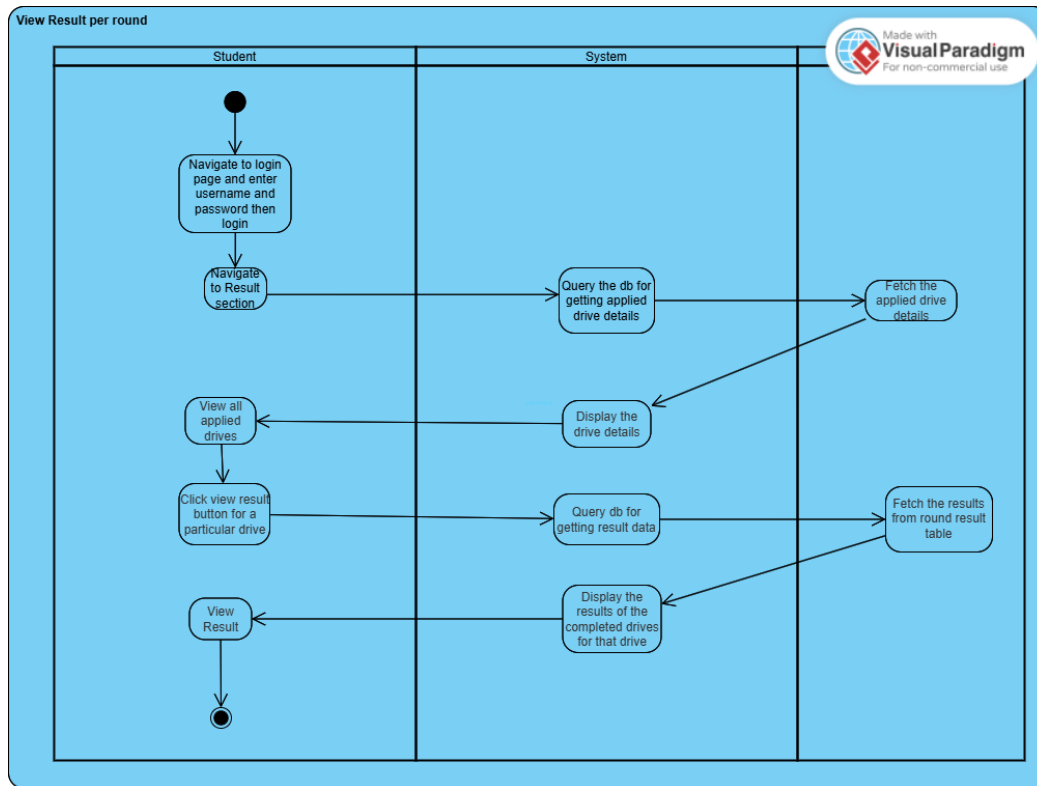 View Result per round
Made with
VisualParadigm
For non-commercial use
Student
System
Navigate to login
page and enter
username and
password then
login
Navigate
to Result
section
Query the db for
getting applied
drive details
Fetch the
applied drive
details
View all
applied
drives
Display the
drive details
Click view result
button for a
particular drive
Query db for
getting result data
Fetch the results
from round result
table
View
Result
Display the
results of the
completed drives
for that drive